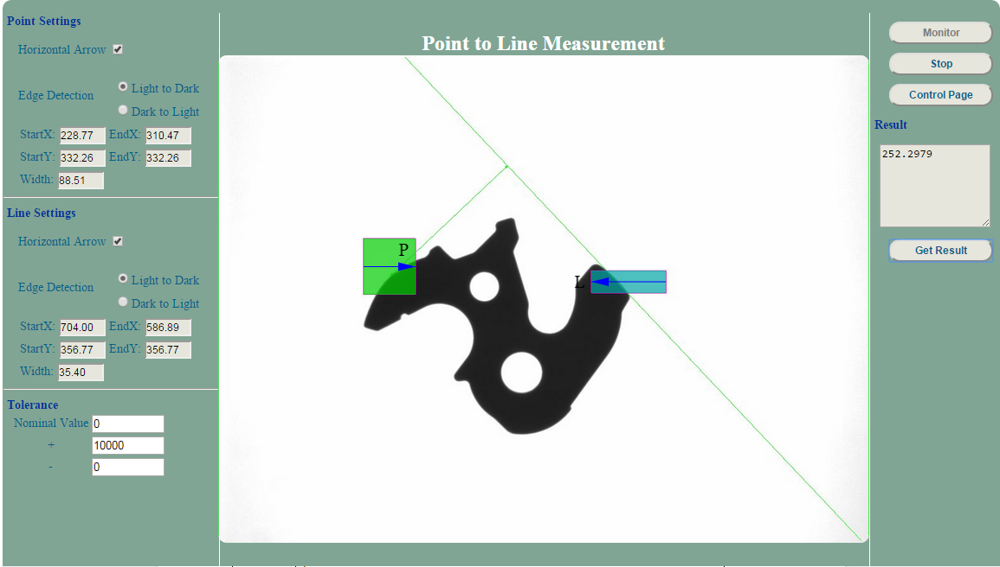 Point Settings
Horizontal Arrow
Edge Detection
Light to Dark
Dark to Light
StartX: 228.77 EndX: 310.47
StartY: 332.26 EndY: 332.26
Width: 88.51
Line Settings
Horizontal Arrow
Edge Detection
Light to Dark
Dark to Light
StartX: 704.00 EndX: 586.89
StartY: 356.77 EndY: 356.77
Width: 35.40
Tolerance
Nominal Value 0
+ 10000
- 0
Point to Line Measurement
P
L
Monitor
Stop
Control Page
Result
252.2979
Get Result